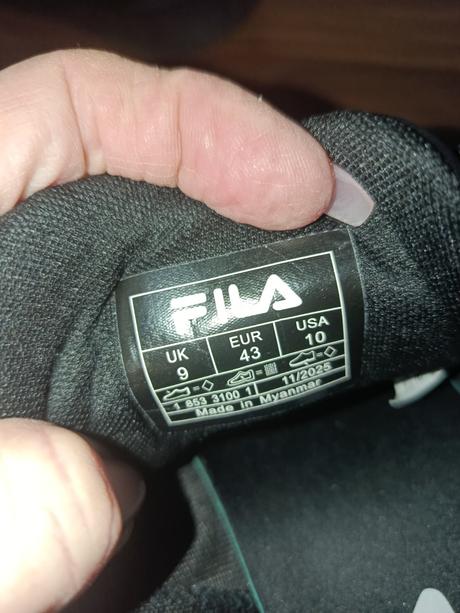 FILA
UK EUR USA
9 43 10
= = =
1 853 3100 1 11/2025
Made in Myanmar